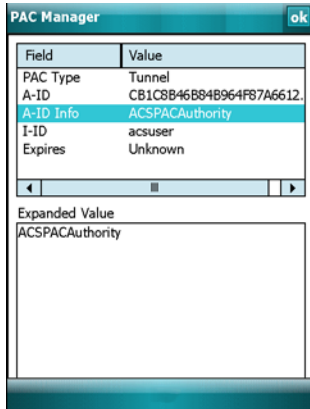 PAC Manager ok
Field Value
PAC Type Tunnel
A-ID CB1C8B46B84B964F87A6612.
A-ID Info ACSPACAuthority
I-ID acsuser
Expires Unknown
Expanded Value
ACSPACAuthority